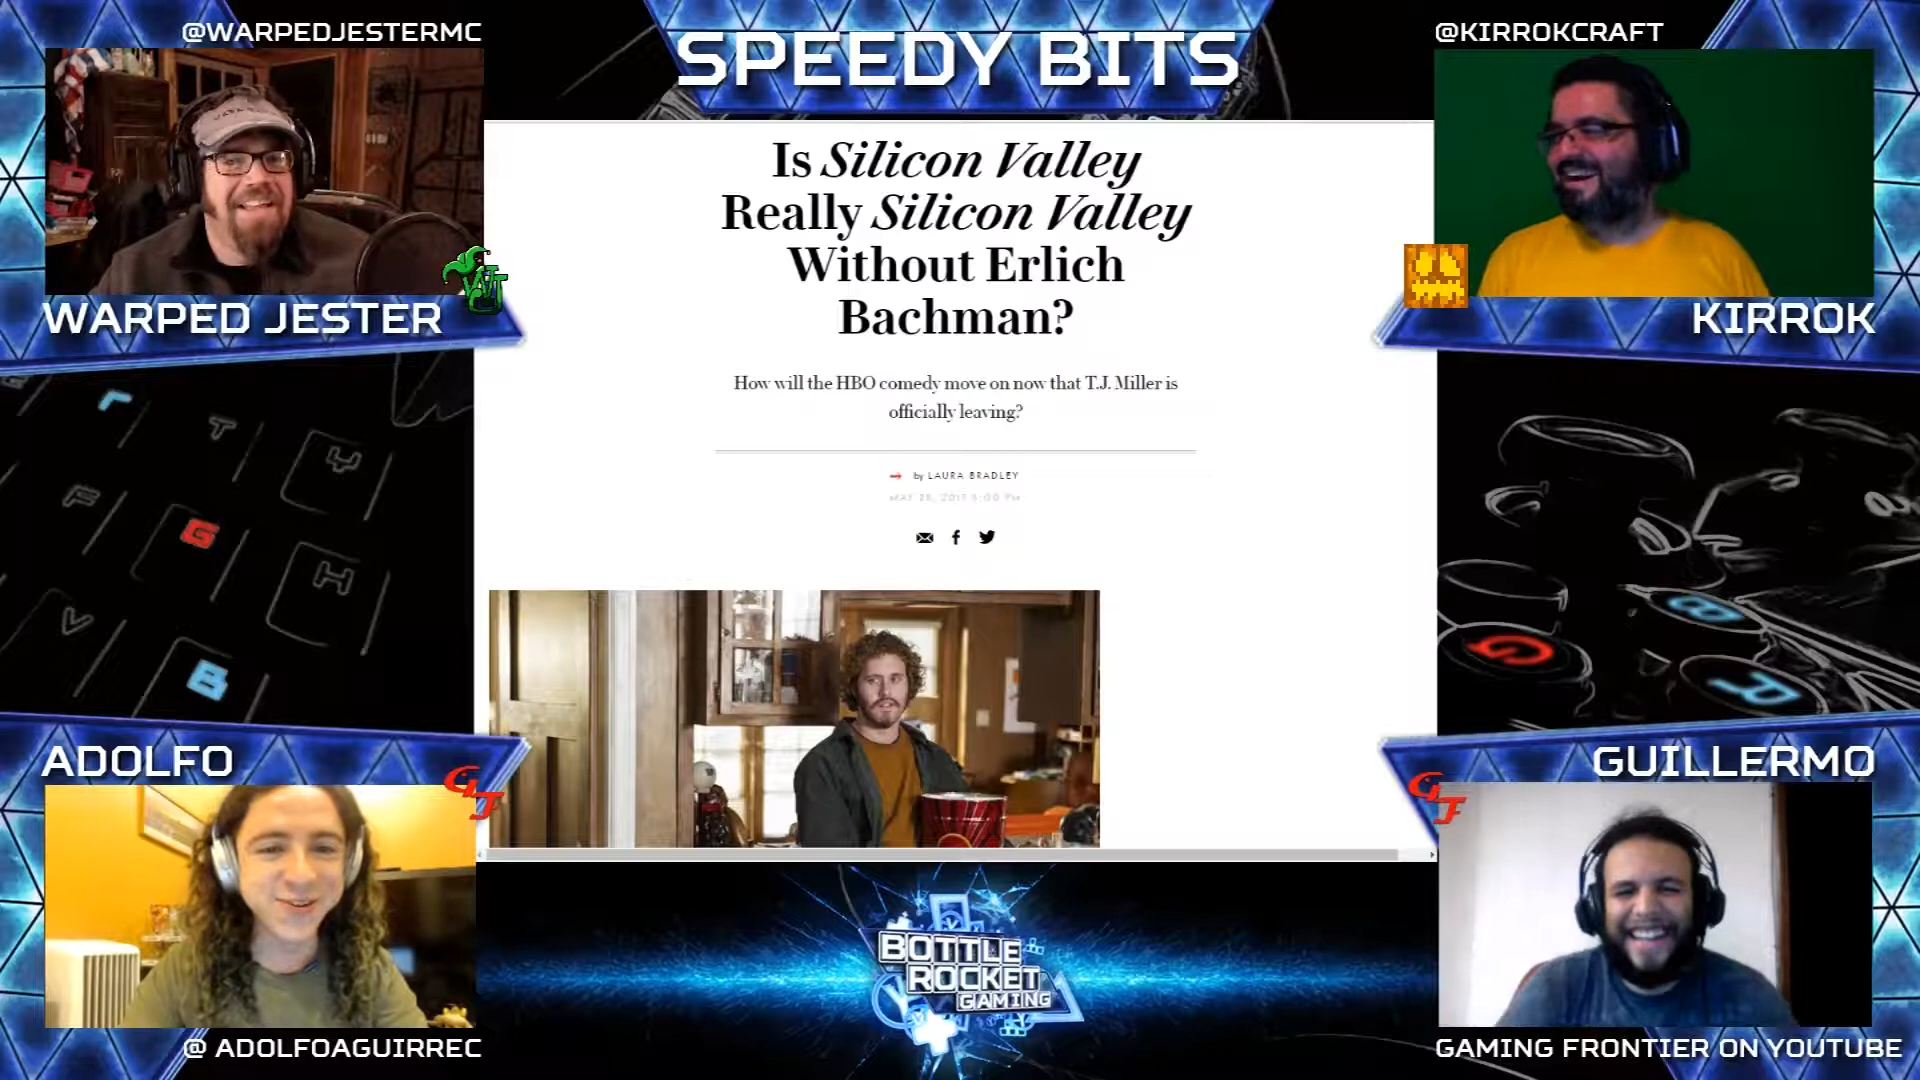 @WARPEDJESTERMC
SPEEDY BITS
@KIRROKCRAFT
Is Silicon Valley
Really Silicon Valley
Without Erlich
Bachman?
WARPED JESTER
KIRROK
How will the HBO comedy move on now that T.J. Miller is
officially leaving?
by LAURA BRADLEY
r
T
Y
F
G
H
V
B
G
B
R
ADOLFO
GUILLERMO
BOTTLE
ROCKET
GAMING
@ ADOLFOAGUIRREC
GAMING FRONTIER ON YOUTUBE